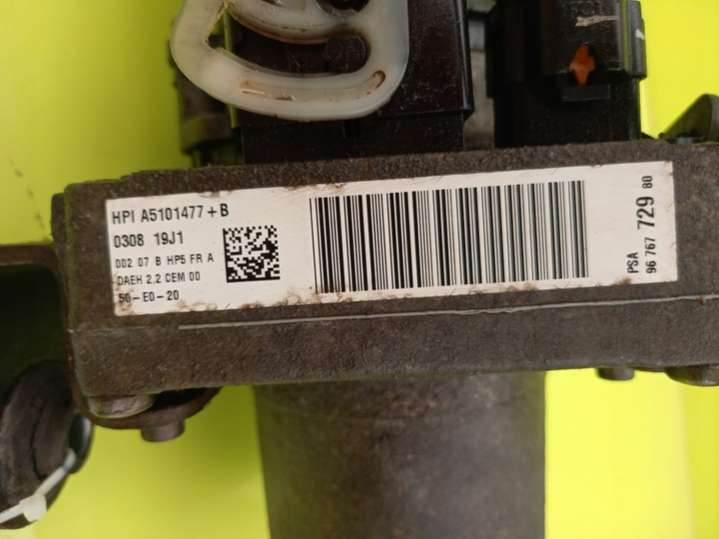 HPI A5101477+B
0308 19J1
002 07 B HP5 FR A
DAEH 2.2 CEM 00
50-E0-20
PSA
96 767 729 80